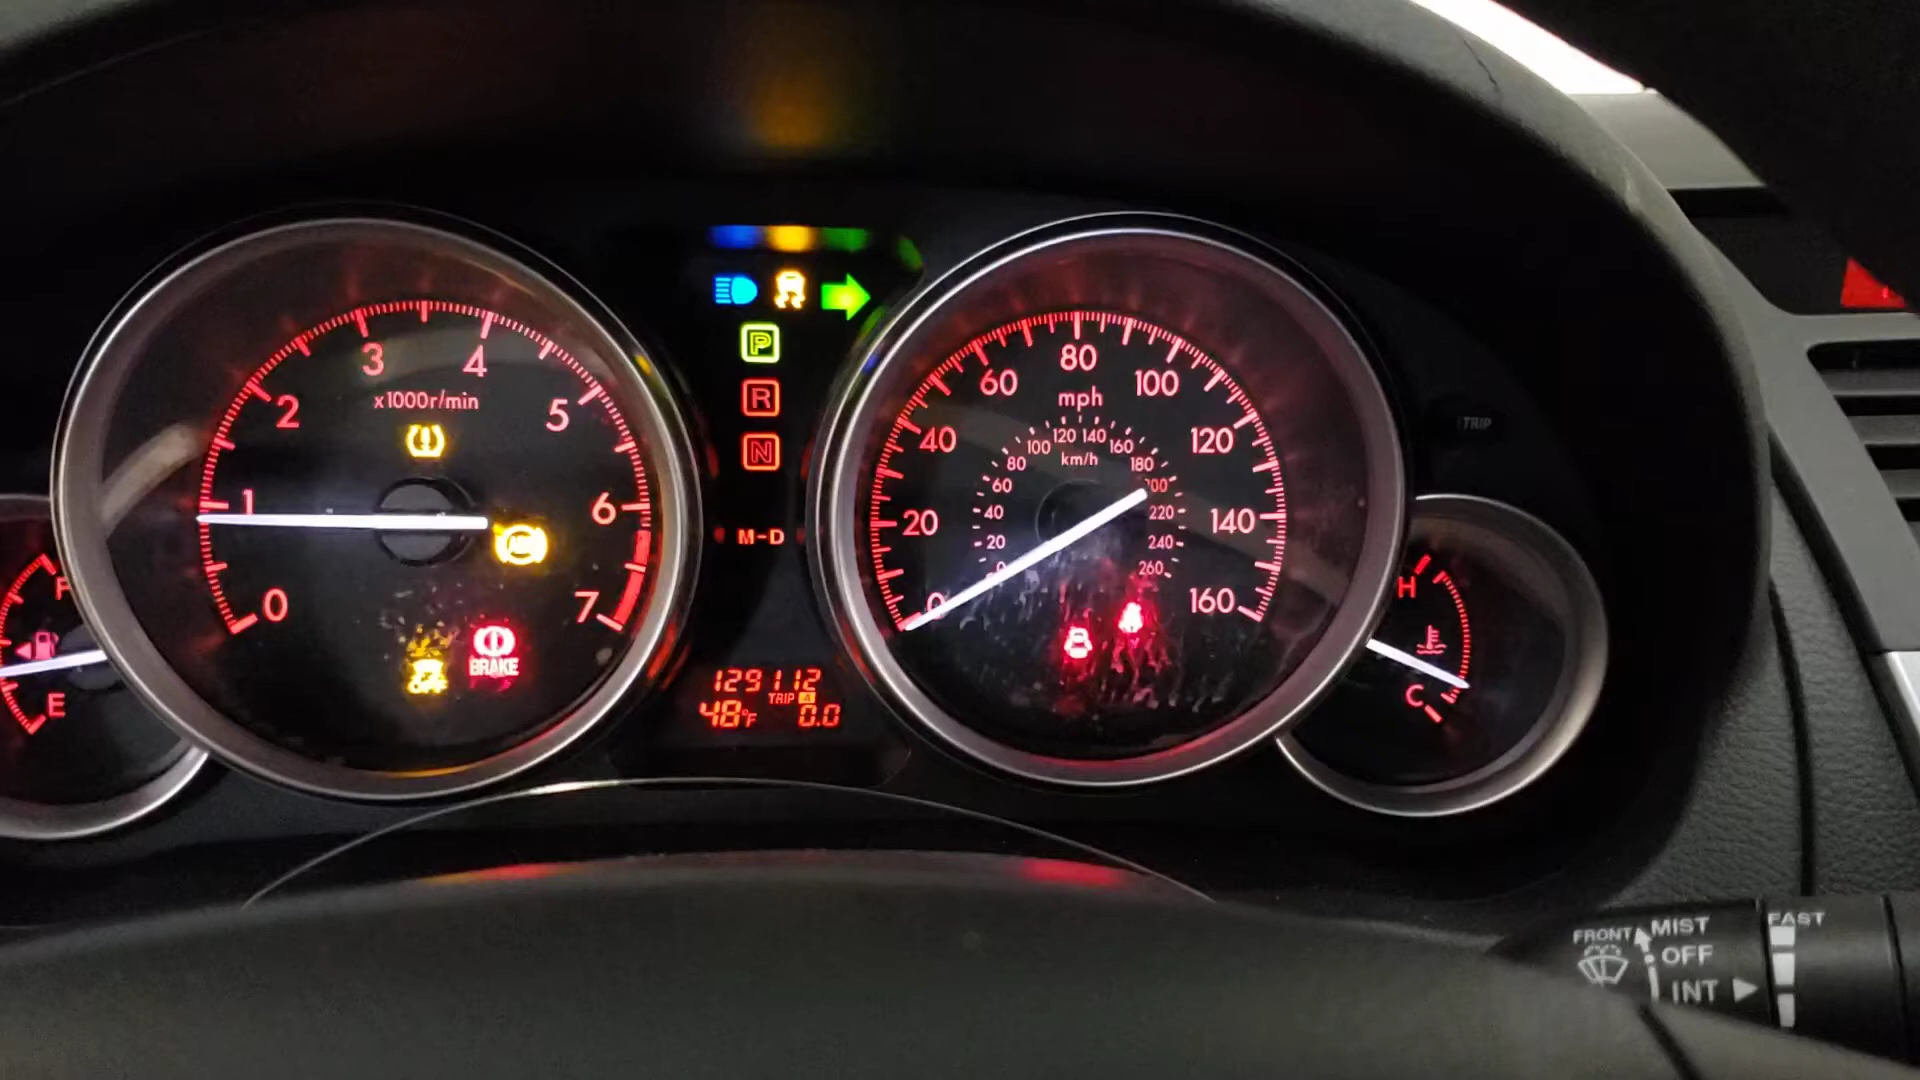 3
4
2
x1000r/min
5
1
6
0
7
F
E
BRAKE
P
R
N
M-D
129112
TRIP A
48°F 0.0
80
60
100
mph
40
120
120 140
100
160
km/h
80
180
60
200
40
220
20
140
20
240
0
260
0
160
TRIP
H
C
FRONT
MIST
OFF
INT
FAST